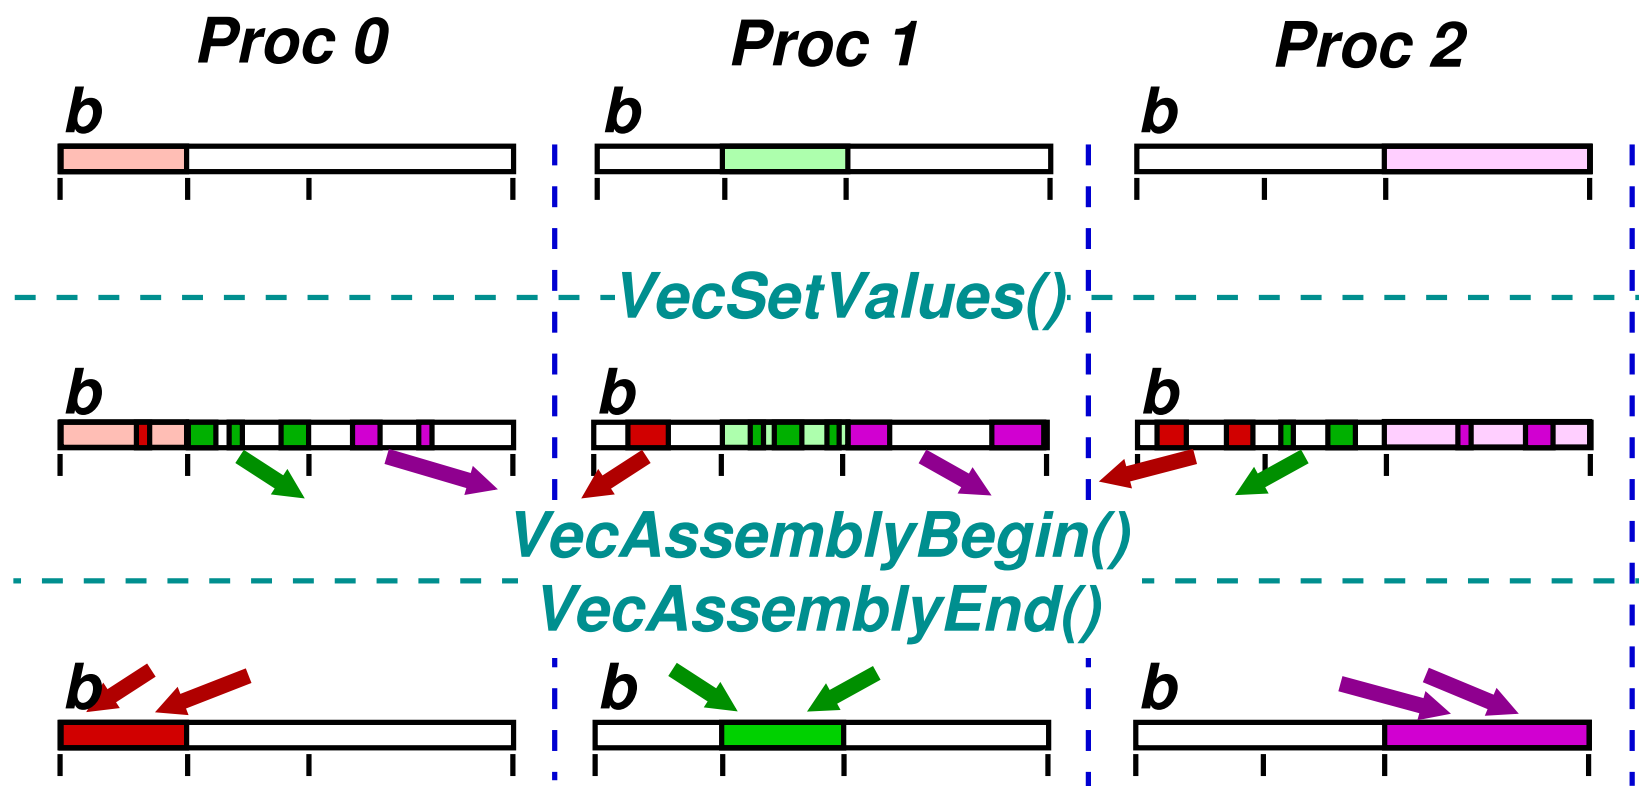 Proc 0 Proc 1 Proc 2
b b b
VecSetValues()
b b b
VecAssemblyBegin()
VecAssemblyEnd()
b b b